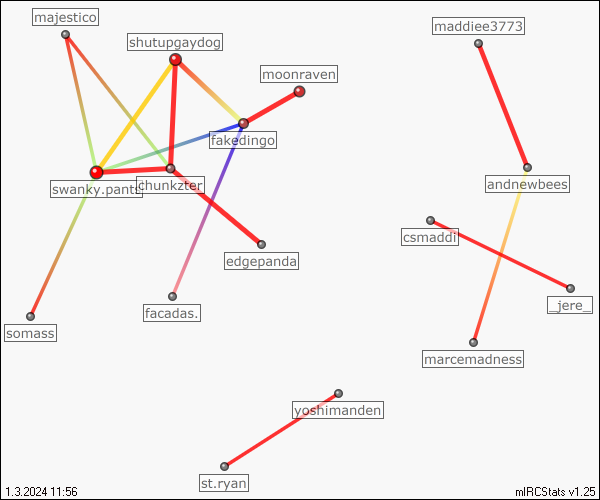 majestico
maddiee3773
shutupgaydog
moonraven
fakedingo
swanky.pants
chunkzter
andnewbees
csmaddi
edgepanda
_jere_
facadas.
somass
marcemadness
yoshimanden
st.ryan
1.3.2024 11:56
mIRCStats v1.25